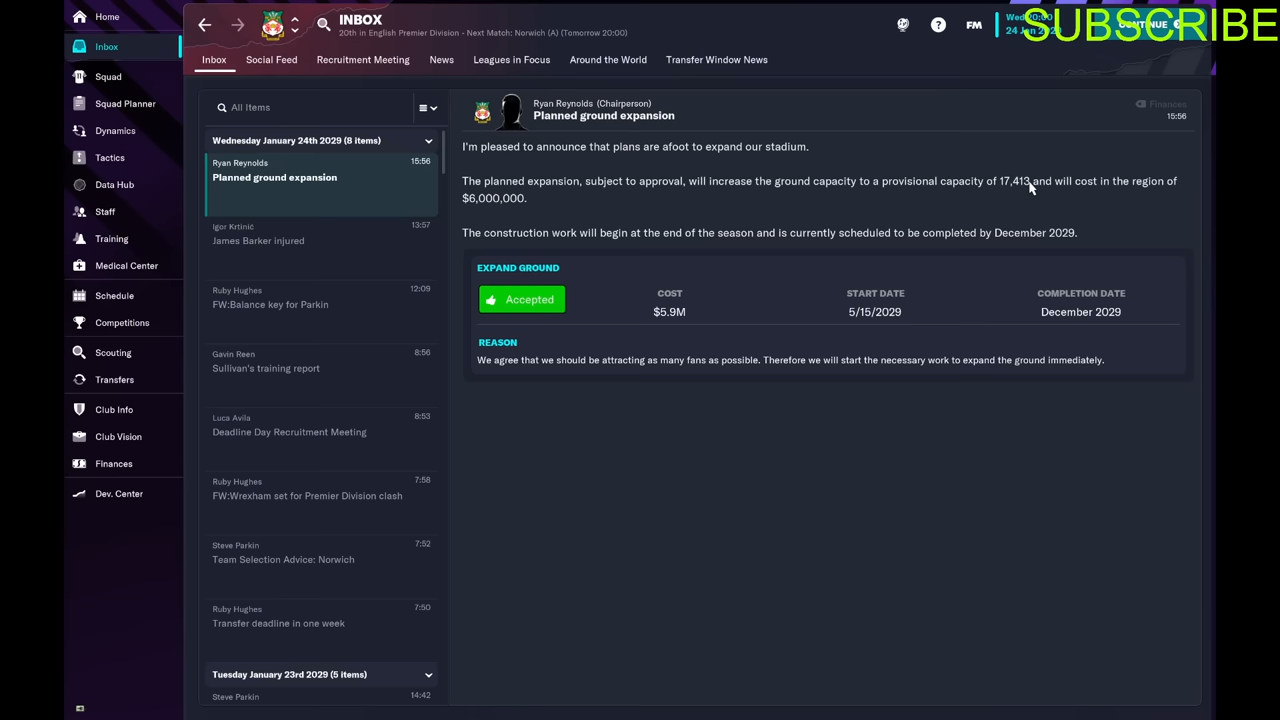 Home
Inbox
Squad
Squad Planner
Dynamics
Tactics
Data Hub
Staff
Training
Medical Center
Schedule
Competitions
Scouting
Transfers
Club Info
Club Vision
Finances
Dev. Center
INBOX
20th in English Premier Division - Next Match: Norwich (A) (Tomorrow 20:00)
FM
CONTINUE
SUBSCRIBE
Inbox Social Feed Recruitment Meeting News Leagues in Focus Around the World Transfer Window News
All Items
Wednesday January 24th 2029 (8 items)
Ryan Reynolds 15:56
Planned ground expansion
Igor Krtinić 13:57
James Barker injured
Ruby Hughes 12:09
FW:Balance key for Parkin
Gavin Reen 8:56
Sullivan's training report
Luca Avila 8:53
Deadline Day Recruitment Meeting
Ruby Hughes 7:58
FW:Wrexham set for Premier Division clash
Steve Parkin 7:52
Team Selection Advice: Norwich
Ruby Hughes 7:50
Transfer deadline in one week
Tuesday January 23rd 2029 (5 items)
Steve Parkin 14:42
Ryan Reynolds (Chairperson)
Planned ground expansion
Finances
15:56
I'm pleased to announce that plans are afoot to expand our stadium.
The planned expansion, subject to approval, will increase the ground capacity to a provisional capacity of 17,413 and will cost in the region of
$6,000,000.
The construction work will begin at the end of the season and is currently scheduled to be completed by December 2029.
EXPAND GROUND
Accepted
COST START DATE COMPLETION DATE
$5.9M 5/15/2029 December 2029
REASON
We agree that we should be attracting as many fans as possible. Therefore we will start the necessary work to expand the ground immediately.